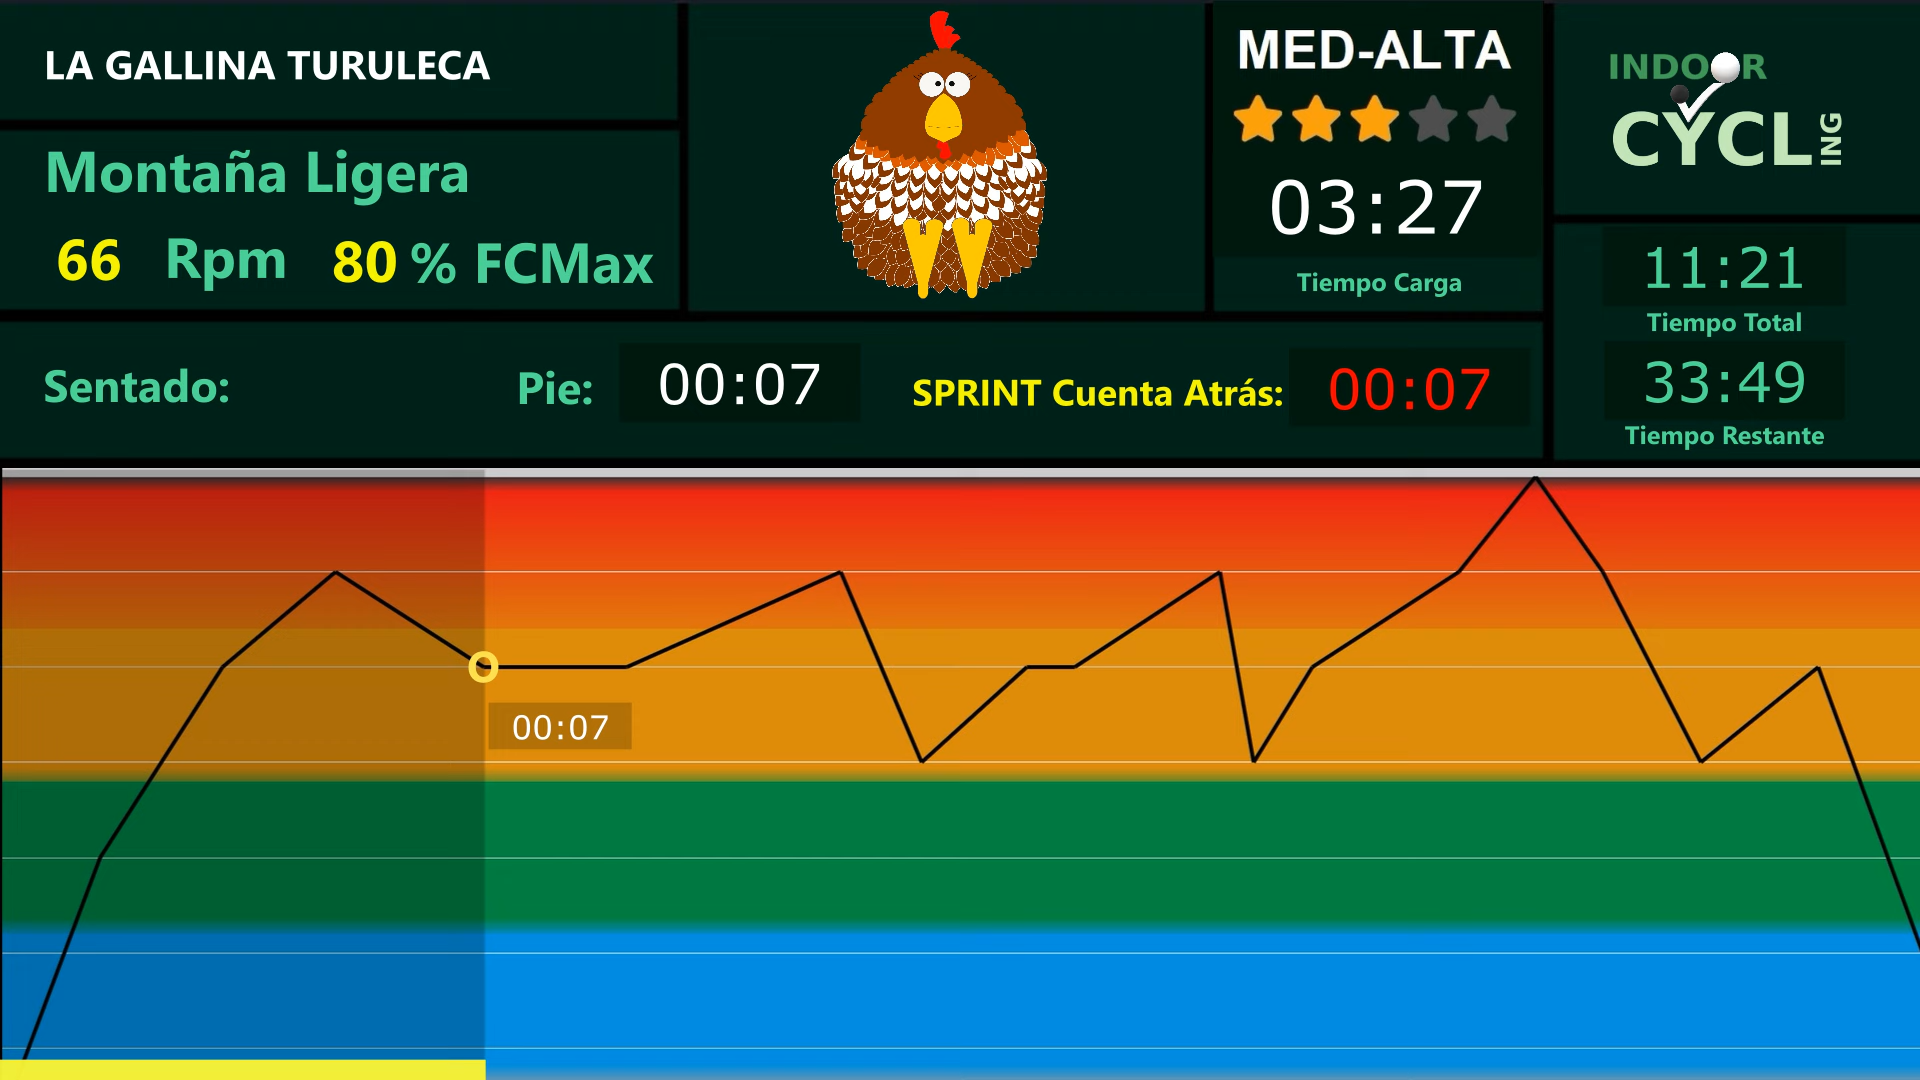 LA GALLINA TURULECA
Montaña Ligera
66 Rpm 80 % FCMax
MED-ALTA
03:27
Tiempo Carga
INDOOR
CYCLING
11:21
Tiempo Total
33:49
Tiempo Restante
Sentado:
Pie: 00:07
SPRINT Cuenta Atrás: 00:07
00:07